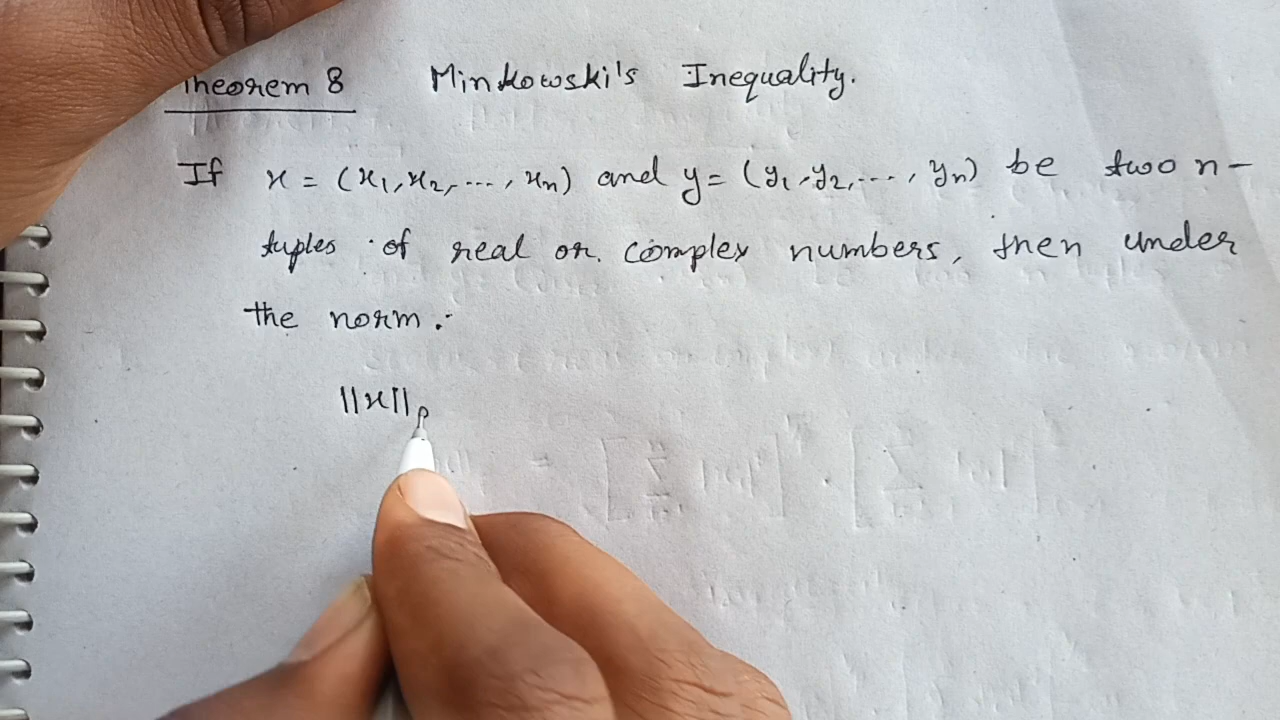 Theorem 8 Minkowski's Inequality.
If x = (x₁, x₂, ..., xₙ) and y = (y₁, y₂, ..., yₙ) be two n-
tuples of real or complex numbers, then under
the norm :-
||x||ₚ